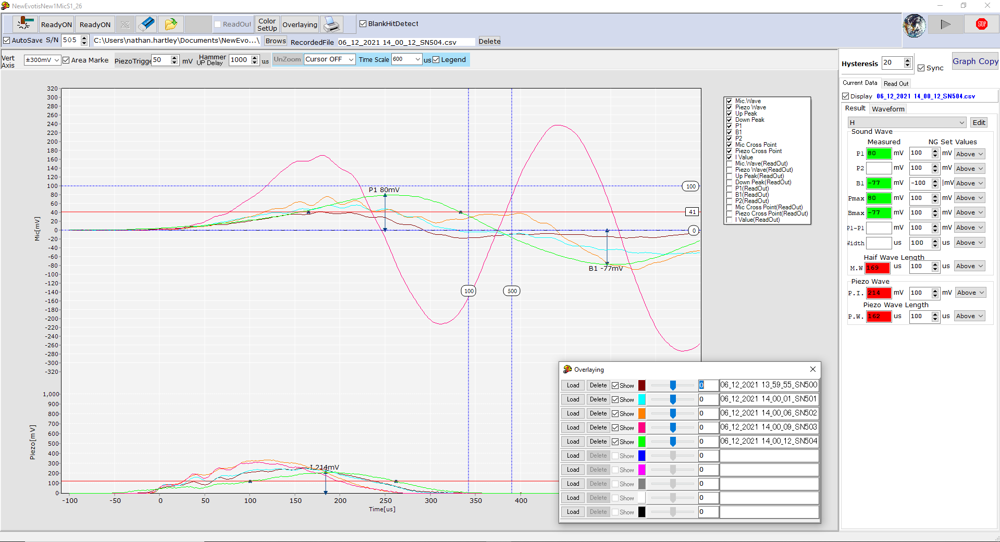 NewEvotisNew1MicS1_26
ReadyON ReadyON ReadOut Color SetUp Overlaying BlankHitDetect STOP
AutoSave S/N 505 C:\Users\nathan.hartley\Documents\NewEvo...\ Brows RecordedFile 06_12_2021 14_00_12_SN504.csv Delete
Vert Axis ±300mV Area Marke PiezoTrigge 50 mV Hammer UP Delay 1000 us UnZoom Cursor OFF Time Scale 600 us Legend
Hysteresis 20 Sync Graph Copy
Current Data Read Out
Display 06_12_2021 14_00_12_SN504.csv
Result Waveform
H Edit
Sound Wave
Measured NG Set Values
P1 80 mV 100 mV Above
P2 mV 100 mV Above
B1 -77 mV -100 |mV Above
Pmax 80 mV 100 mV Above
Bmax -77 mV 100 mV Above
P1-P1 mV 100 mV Above
Width us 100 us Above
Half Wave Length
M.W 169 us 100 us Above
Piezo Wave
P.I. 214 mV 100 mV Above
Piezo Wave Length
P.W. 162 us 100 us Above
Mic.Wave
Piezo Wave
Up Peak
Down Peak
P1
B1
P2
Mic Cross Point
Piezo Cross Point
I Value
Mic.Wave(ReadOut)
Piezo Wave(ReadOut)
Up Peak(ReadOut)
Down Peak(ReadOut)
P1(ReadOut)
B1(ReadOut)
P2(ReadOut)
Mic Cross Point(ReadOut)
Piezo Cross Point(ReadOut)
I Value(ReadOut)
Mic[mV]
320
300
280
260
240
220
200
180
160
140
120
100
80
60
40
20
0
-20
-40
-60
-80
-100
-120
-140
-160
-180
-200
-220
-240
-260
-280
-300
-320
P1 80mV
B1 -77mV
100
41
0
100
500
Piezo[mV]
1,000
900
800
700
600
500
400
300
200
100
0
I 214mV
-100 -50 0 50 100 150 200 250 300 350 400
Time[us]
Overlaying
Load Delete Show 0 06_12_2021 13_59_55_SN500
Load Delete Show 0 06_12_2021 14_00_01_SN501
Load Delete Show 0 06_12_2021 14_00_06_SN502
Load Delete Show 0 06_12_2021 14_00_09_SN503
Load Delete Show 0 06_12_2021 14_00_12_SN504
Load Delete Show 0
Load Delete Show 0
Load Delete Show 0
Load Delete Show 0
Load Delete Show 0